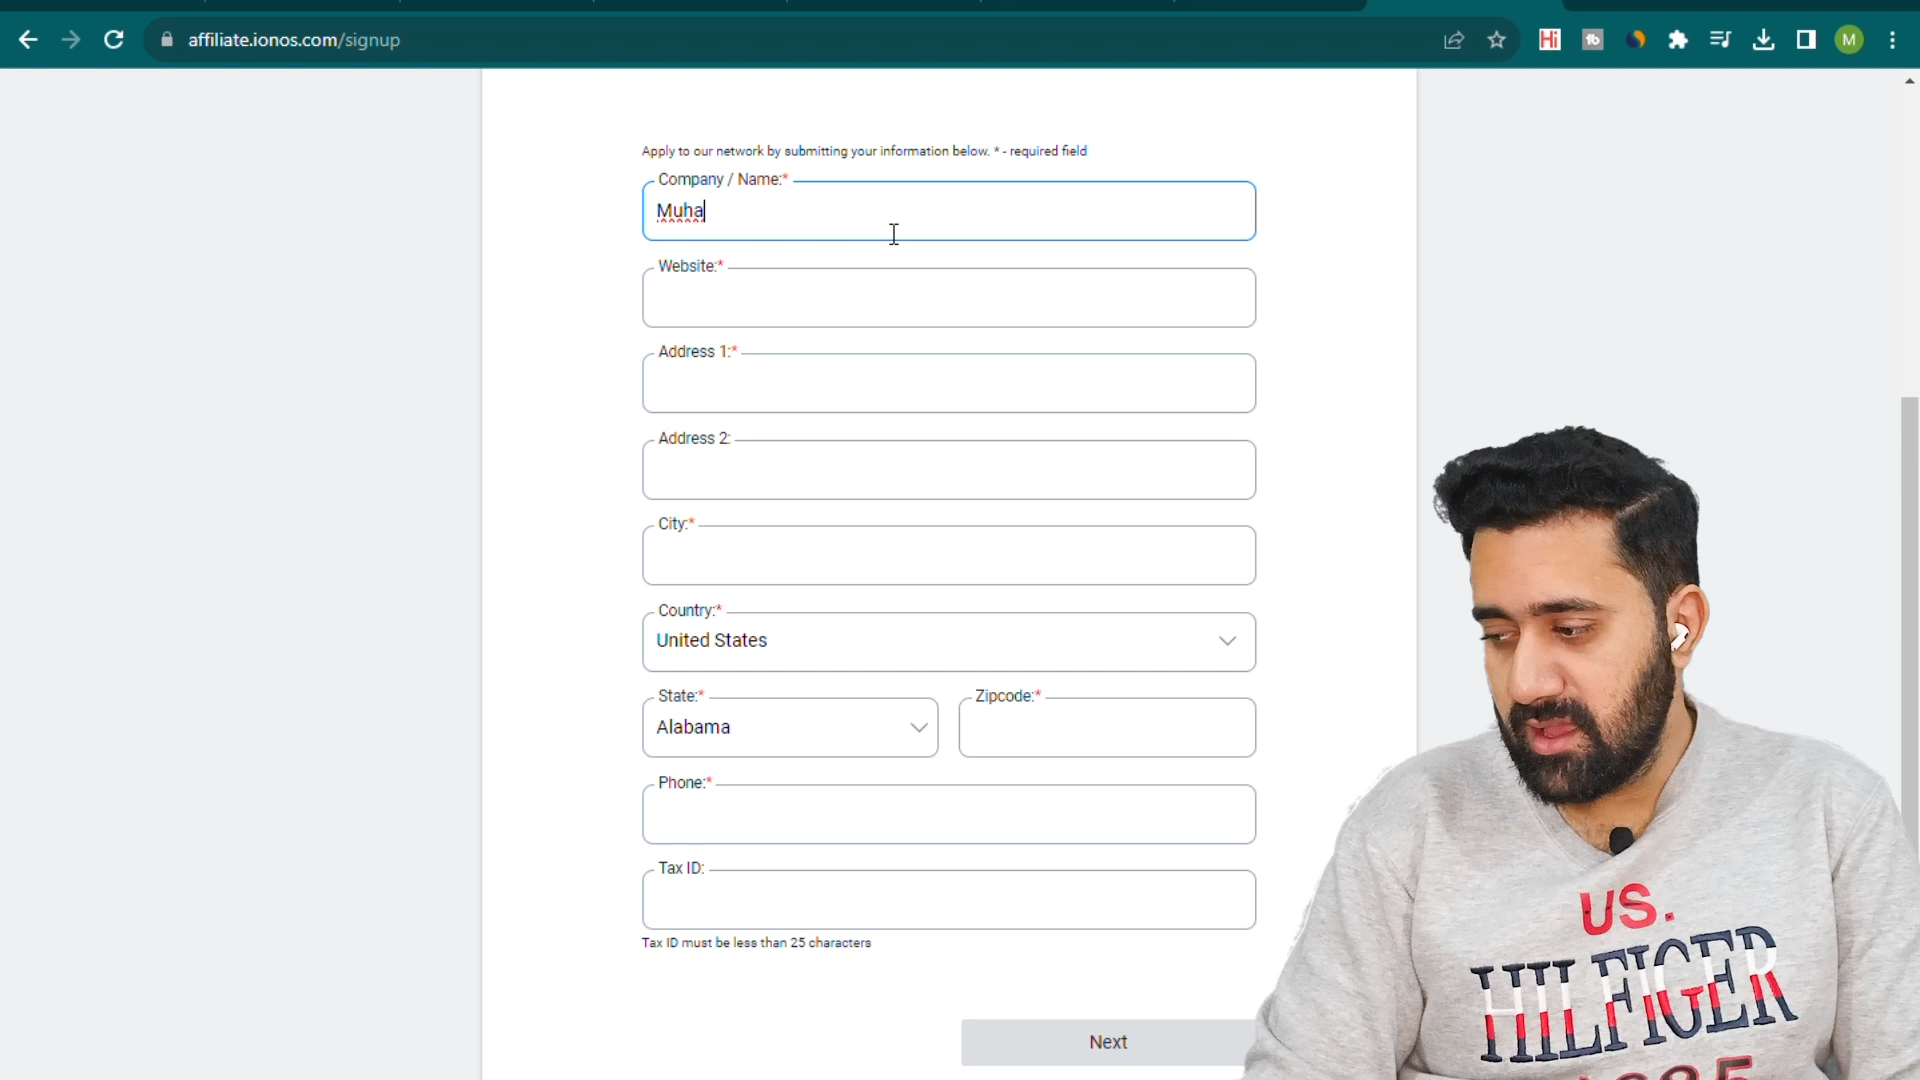 affiliate.ionos.com/signup
Hi
tb
M
Apply to our network by submitting your information below. * - required field
Company / Name:*
Muha
Website:*
Address 1:*
Address 2:
City:*
Country:*
United States
State:*
Alabama
Zipcode:*
Phone:*
Tax ID:
Tax ID must be less than 25 characters
Next
US.
HILFIGER